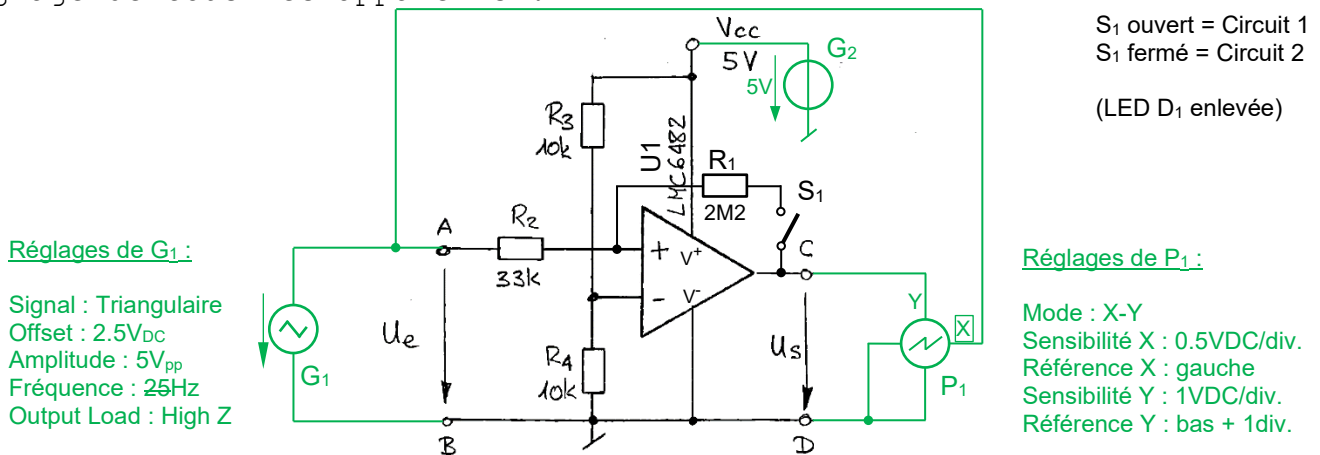 S₁ ouvert = Circuit 1
S₁ fermé = Circuit 2
(LED D₁ enlevée)
Vcc
5V
G₂
5V
R₃
10k
U1
LMC6482
R₁
2M2
S₁
A
R₂
33k
+
V⁺
-
V⁻
C
Réglages de G₁ :
Signal : Triangulaire
Offset : 2.5VDC
Amplitude : 5Vpp
Fréquence : 25Hz
Output Load : High Z
G₁
Ue
R₄
10k
Us
Y
X
P₁
B
D
Réglages de P₁ :
Mode : X-Y
Sensibilité X : 0.5VDC/div.
Référence X : gauche
Sensibilité Y : 1VDC/div.
Référence Y : bas + 1div.